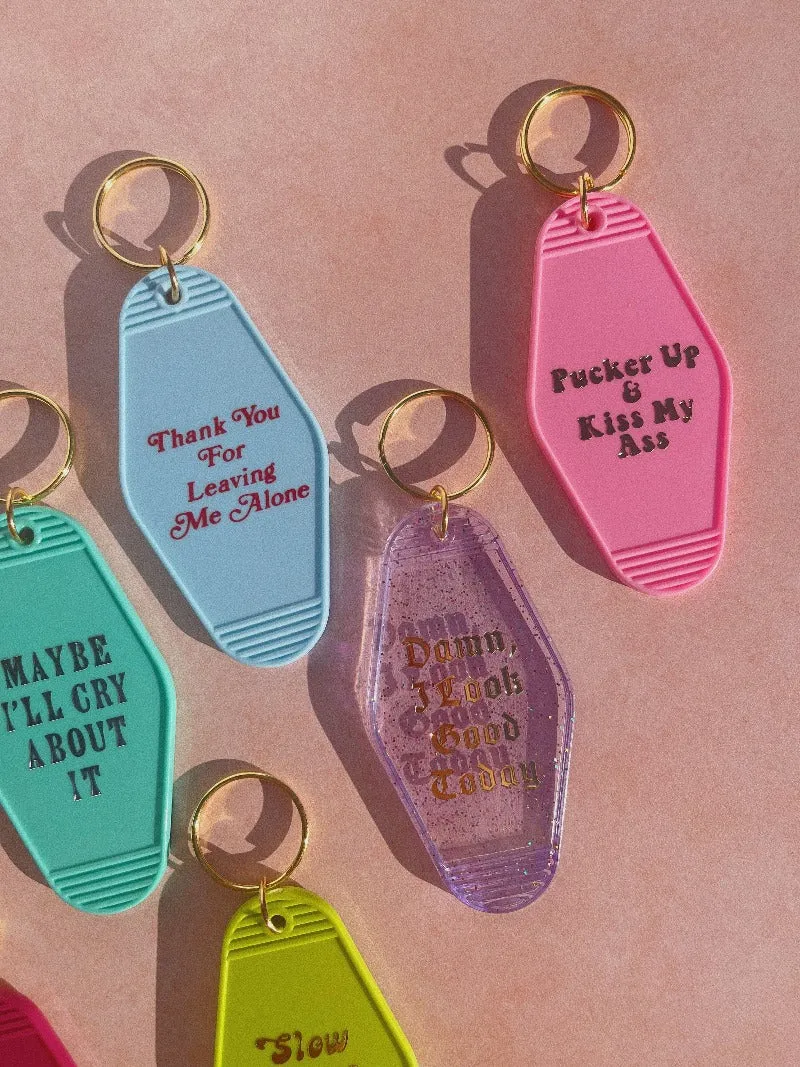 Pucker Up
&
Kiss My
Ass
Thank You
For
Leaving
Me Alone
Damn,
I Look
Good
Today
MAYBE
I'LL CRY
ABOUT
IT
Slow